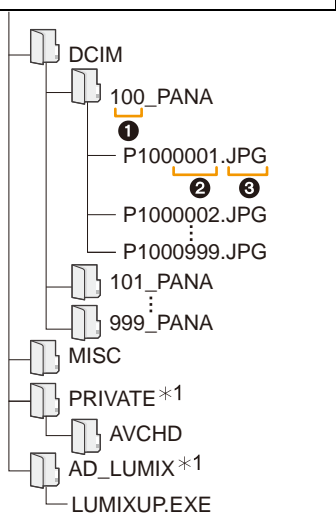 DCIM
100_PANA
❶
P1000001.JPG
❷ ❸
P1000002.JPG
P1000999.JPG
101_PANA
999_PANA
MISC
PRIVATE＊1
AVCHD
AD_LUMIX＊1
LUMIXUP.EXE